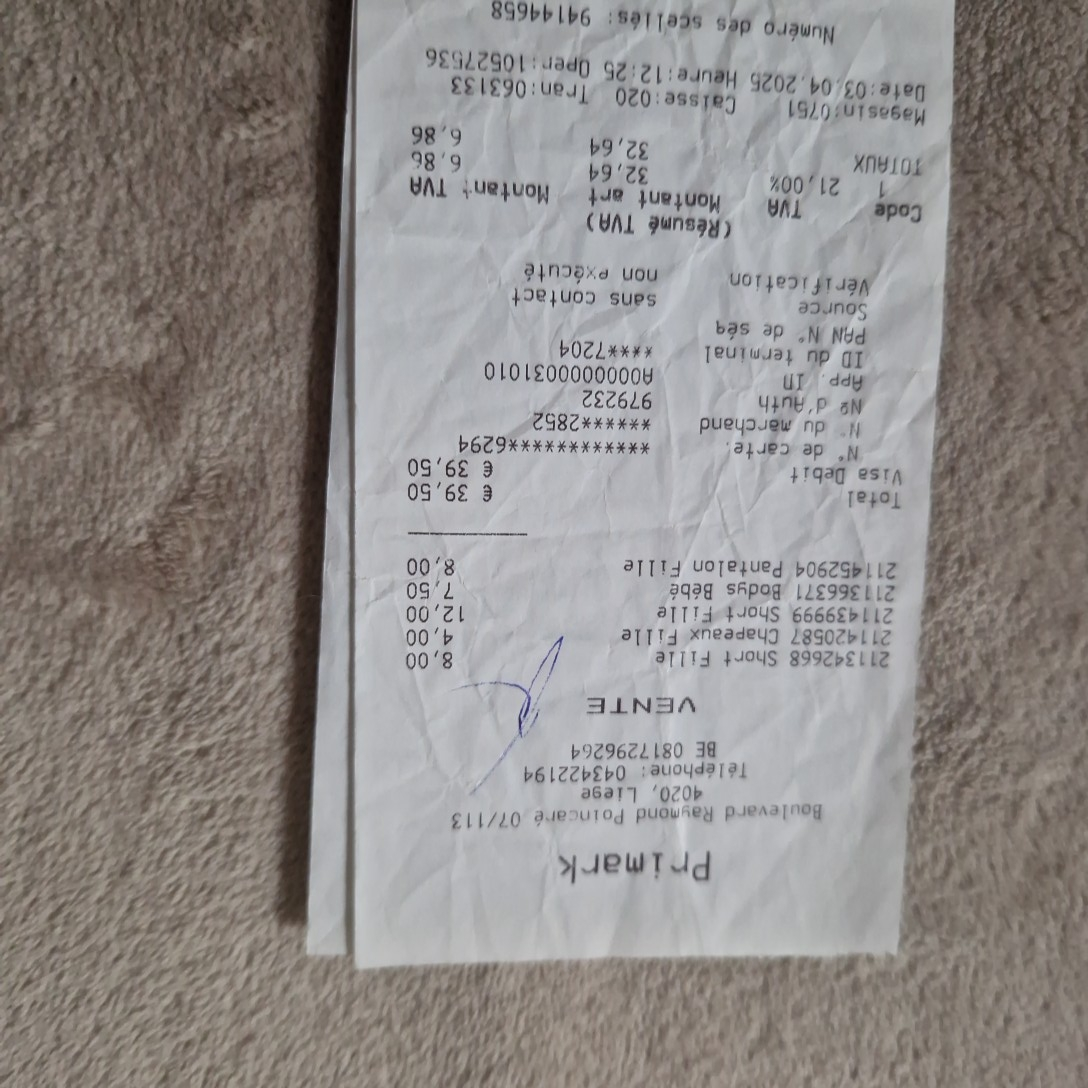 Primark
Boulevard Raymond Poincaré 07/113
4020, Liege
Téléphone: 043422194
BE 0817296264
VENTE
211342668 Short Fille 8,00
211420587 Chapeaux Fille 4,00
211439999 Short Fille 12,00
211366371 Bodys Bébé 7,50
211452904 Pantalon Fille 8,00
Total € 39,50
Visa Debit € 39,50
N° de carte. *************6294
N° du marchand *******2852
Nº d'Auth 979232
App. ID A0000000031010
ID du terminal ****7204
PAN N° de séq
Source sans contact
Vérification non exécuté
(Résumé TVA)
Code TVA Montant art Montant TVA
1 21,00% 32,64 6,86
TOTAUX 32,64 6,86
Magasin:0751 Caisse:020 Tran:063133
Date:03.04.2025 Heure:12:25 Oper:10527536
Numéro des scellés: 94144658